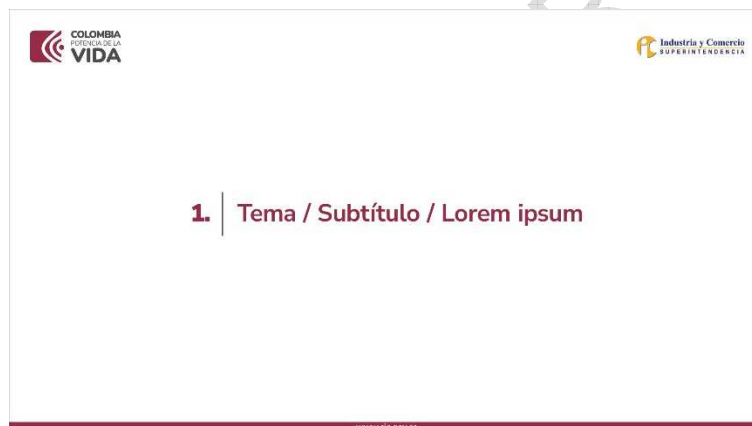 COLOMBIA
POTENCIA DE LA
VIDA
Industria y Comercio
SUPERINTENDENCIA
1. Tema / Subtítulo / Lorem ipsum